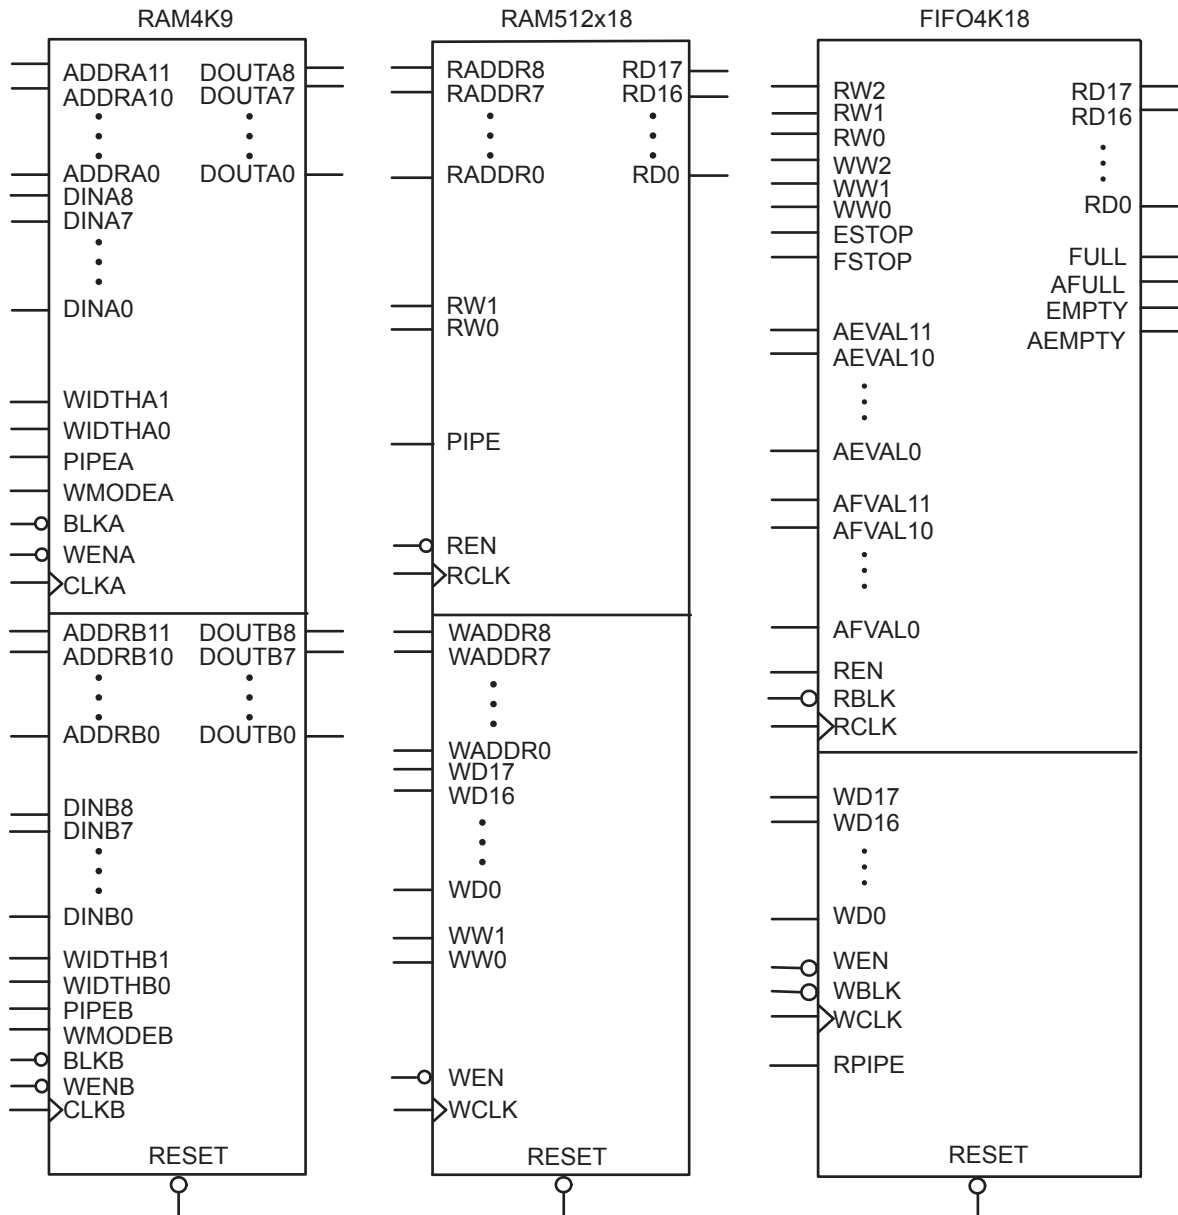 RAM4K9
ADDRA11 DOUTA8
ADDRA10 DOUTA7
ADDRA0 DOUTA0
DINA8
DINA7
DINA0
WIDTHA1
WIDTHA0
PIPEA
WMODEA
BLKA
WENA
CLKA
ADDRB11 DOUTB8
ADDRB10 DOUTB7
ADDRB0 DOUTB0
DINB8
DINB7
DINB0
WIDTHB1
WIDTHB0
PIPEB
WMODEB
BLKB
WENB
CLKB
RESET
RAM512x18
RADDR8 RD17
RADDR7 RD16
RADDR0 RD0
RW1
RW0
PIPE
REN
RCLK
WADDR8
WADDR7
WADDR0
WD17
WD16
WD0
WW1
WW0
WEN
WCLK
RESET
FIFO4K18
RW2 RD17
RW1 RD16
RW0
WW2
WW1
WW0 RD0
ESTOP
FSTOP FULL
AFULL
EMPTY
AEVAL11 AEMPTY
AEVAL10
AEVAL0
AFVAL11
AFVAL10
AFVAL0
REN
RBLK
RCLK
WD17
WD16
WD0
WEN
WBLK
WCLK
RPIPE
RESET